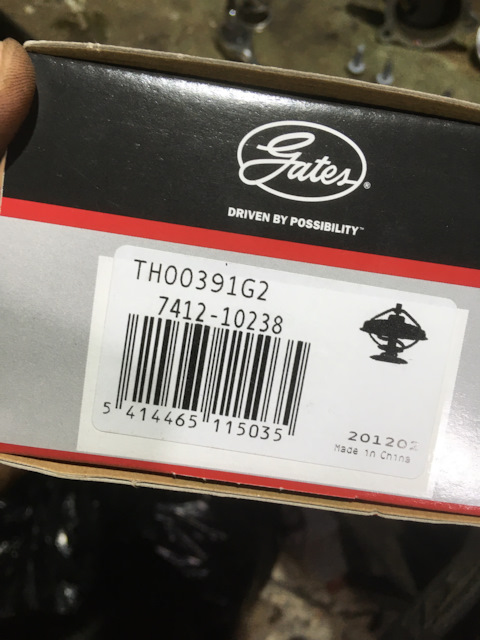 Gates®
DRIVEN BY POSSIBILITY™
TH00391G2
7412-10238
5 414465 115035
201202
Made in China